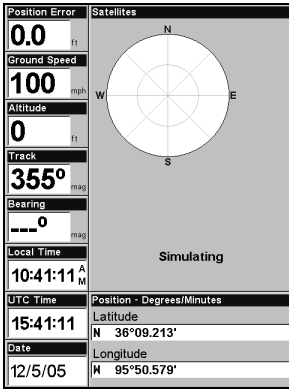 Position Error
0.0 ft
Ground Speed
100 mph
Altitude
0 ft
Track
355º mag
Bearing
---º mag
Local Time
10:41:11 AM
UTC Time
15:41:11
Date
12/5/05
Satellites
N
W E
S
Simulating
Position - Degrees/Minutes
Latitude
N 36°09.213'
Longitude
W 95°50.579'